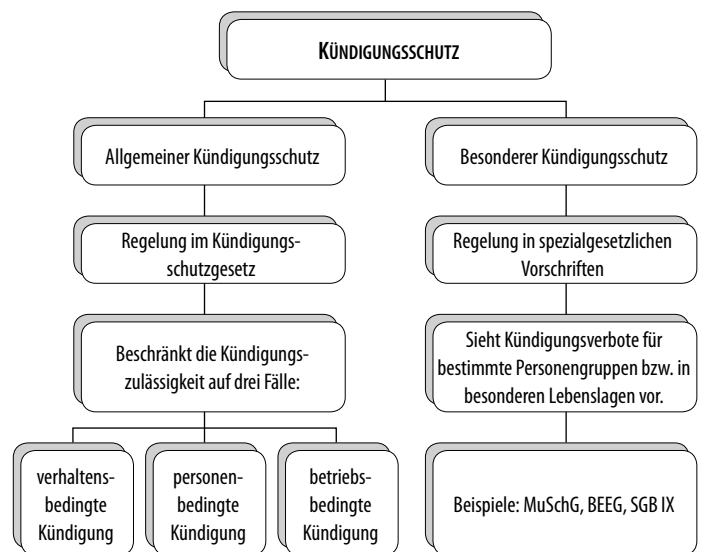 KÜNDIGUNGSSCHUTZ
Allgemeiner Kündigungsschutz
Besonderer Kündigungsschutz
Regelung im Kündigungs-
schutzgesetz
Regelung in spezialgesetzlichen
Vorschriften
Beschränkt die Kündigungs-
zulässigkeit auf drei Fälle:
Sieht Kündigungsverbote für
bestimmte Personengruppen bzw. in
besonderen Lebenslagen vor.
verhaltens-
bedingte
Kündigung
personen-
bedingte
Kündigung
betriebs-
bedingte
Kündigung
Beispiele: MuSchG, BEEG, SGB IX